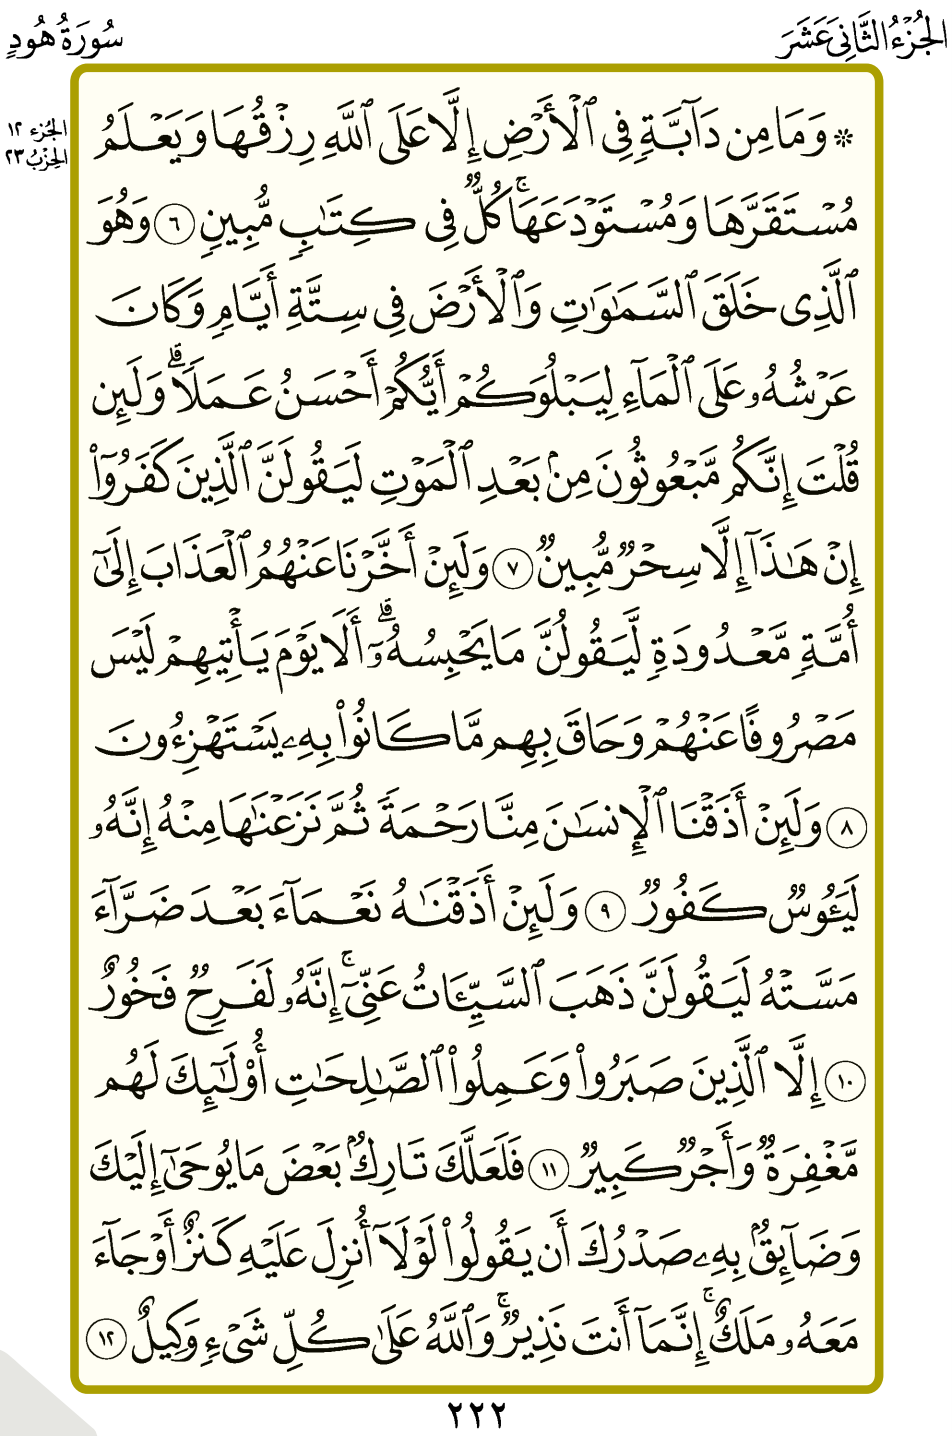 الجُزْءُ الثَّانِيَ عَشَرَ
سُورَةُ هُودٍ
الجُزء ١٢
الحِزْبُ ٢٣
۞ وَمَا مِن دَآبَّةٍ فِى ٱلْأَرْضِ إِلَّا عَلَى ٱللَّهِ رِزْقُهَا وَيَعْلَمُ
مُسْتَقَرَّهَا وَمُسْتَوْدَعَهَا ۚ كُلٌّ فِى كِتَٰبٍ مُّبِينٍ ٦ وَهُوَ
ٱلَّذِى خَلَقَ ٱلسَّمَٰوَٰتِ وَٱلْأَرْضَ فِى سِتَّةِ أَيَّامٍ وَكَانَ
عَرْشُهُۥ عَلَى ٱلْمَآءِ لِيَبْلُوَكُمْ أَيُّكُمْ أَحْسَنُ عَمَلًا ۗ وَلَئِن
قُلْتَ إِنَّكُم مَّبْعُوثُونَ مِنۢ بَعْدِ ٱلْمَوْتِ لَيَقُولَنَّ ٱلَّذِينَ كَفَرُوٓا۟
إِنْ هَٰذَآ إِلَّا سِحْرٌ مُّبِينٌ ٧ وَلَئِنْ أَخَّرْنَا عَنْهُمُ ٱلْعَذَابَ إِلَىٰٓ
أُمَّةٍ مَّعْدُودَةٍ لَّيَقُولُنَّ مَا يَحْبِسُهُۥٓ ۗ أَلَا يَوْمَ يَأْتِيهِمْ لَيْسَ
مَصْرُوفًا عَنْهُمْ وَحَاقَ بِهِم مَّا كَانُوا۟ بِهِۦ يَسْتَهْزِءُونَ
٨ وَلَئِنْ أَذَقْنَا ٱلْإِنسَٰنَ مِنَّا رَحْمَةً ثُمَّ نَزَعْنَٰهَا مِنْهُ إِنَّهُۥ
لَيَـُٔوسٌ كَفُورٌ ٩ وَلَئِنْ أَذَقْنَٰهُ نَعْمَآءَ بَعْدَ ضَرَّآءَ
مَسَّتْهُ لَيَقُولَنَّ ذَهَبَ ٱلسَّيِّـَٔاتُ عَنِّىٓ ۚ إِنَّهُۥ لَفَرِحٌ فَخُورٌ
١٠ إِلَّا ٱلَّذِينَ صَبَرُوا۟ وَعَمِلُوا۟ ٱلصَّٰلِحَٰتِ أُو۟لَٰٓئِكَ لَهُم
مَّغْفِرَةٌ وَأَجْرٌ كَبِيرٌ ١١ فَلَعَلَّكَ تَارِكٌۢ بَعْضَ مَا يُوحَىٰٓ إِلَيْكَ
وَضَآئِقٌۢ بِهِۦ صَدْرُكَ أَن يَقُولُوا۟ لَوْلَآ أُنزِلَ عَلَيْهِ كَنزٌ أَوْ جَآءَ
مَعَهُۥ مَلَكٌ ۚ إِنَّمَآ أَنتَ نَذِيرٌ ۚ وَٱللَّهُ عَلَىٰ كُلِّ شَىْءٍ وَكِيلٌ ١٢
٢٢٢